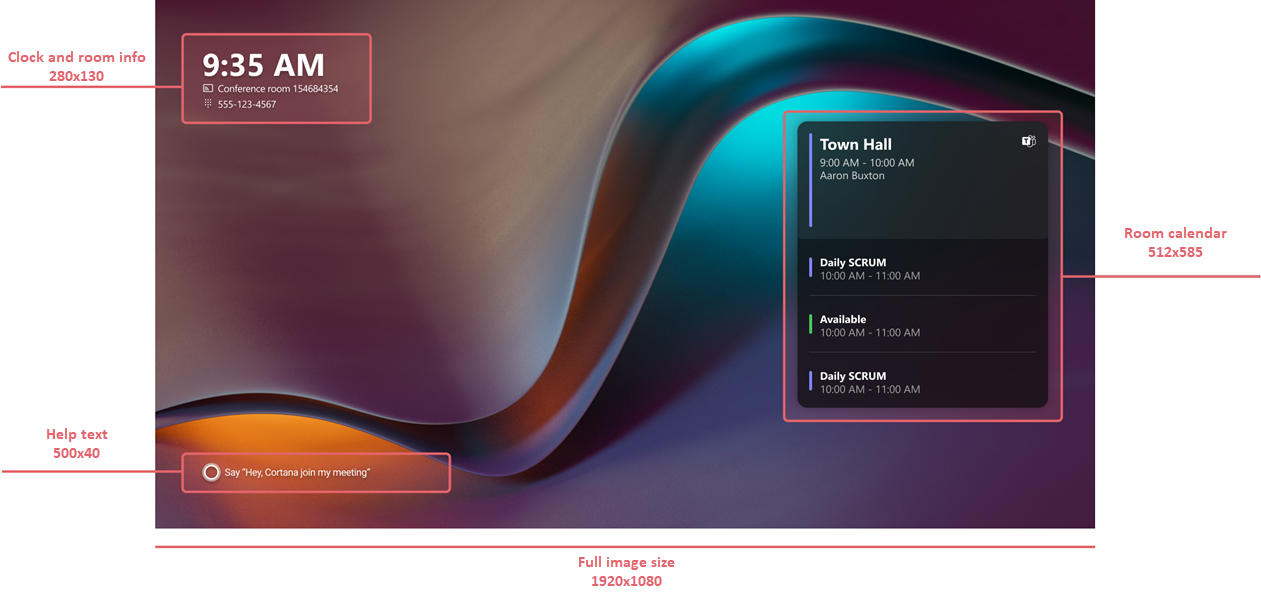 Clock and room info
280x130
9:35 AM
Conference room 154684354
555-123-4567
Town Hall
9:00 AM - 10:00 AM
Aaron Buxton
Daily SCRUM
10:00 AM - 11:00 AM
Available
10:00 AM - 11:00 AM
Daily SCRUM
10:00 AM - 11:00 AM
Room calendar
512x585
Help text
500x40
Say “Hey, Cortana join my meeting”
Full image size
1920x1080